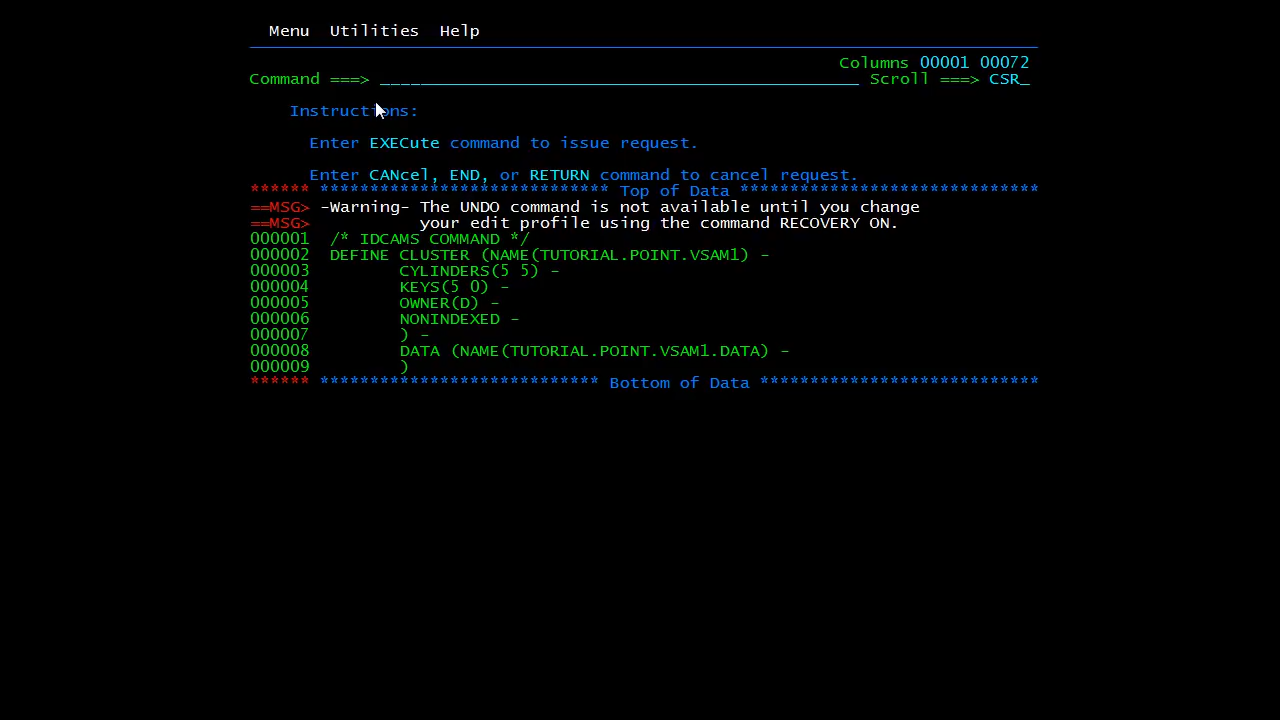 Menu Utilities Help
Columns 00001 00072
Command ===> ________________________________________________ Scroll ===> CSR_
Instructions:
Enter EXECute command to issue request.
Enter CANcel, END, or RETURN command to cancel request.
****** ***************************** Top of Data ******************************
==MSG> -Warning- The UNDO command is not available until you change
==MSG>           your edit profile using the command RECOVERY ON.
000001  /* IDCAMS COMMAND */
000002  DEFINE CLUSTER (NAME(TUTORIAL.POINT.VSAM1) -
000003         CYLINDERS(5 5) -
000004         KEYS(5 0) -
000005         OWNER(D) -
000006         NONINDEXED -
000007         ) -
000008         DATA (NAME(TUTORIAL.POINT.VSAM1.DATA) -
000009         )
****** **************************** Bottom of Data ****************************